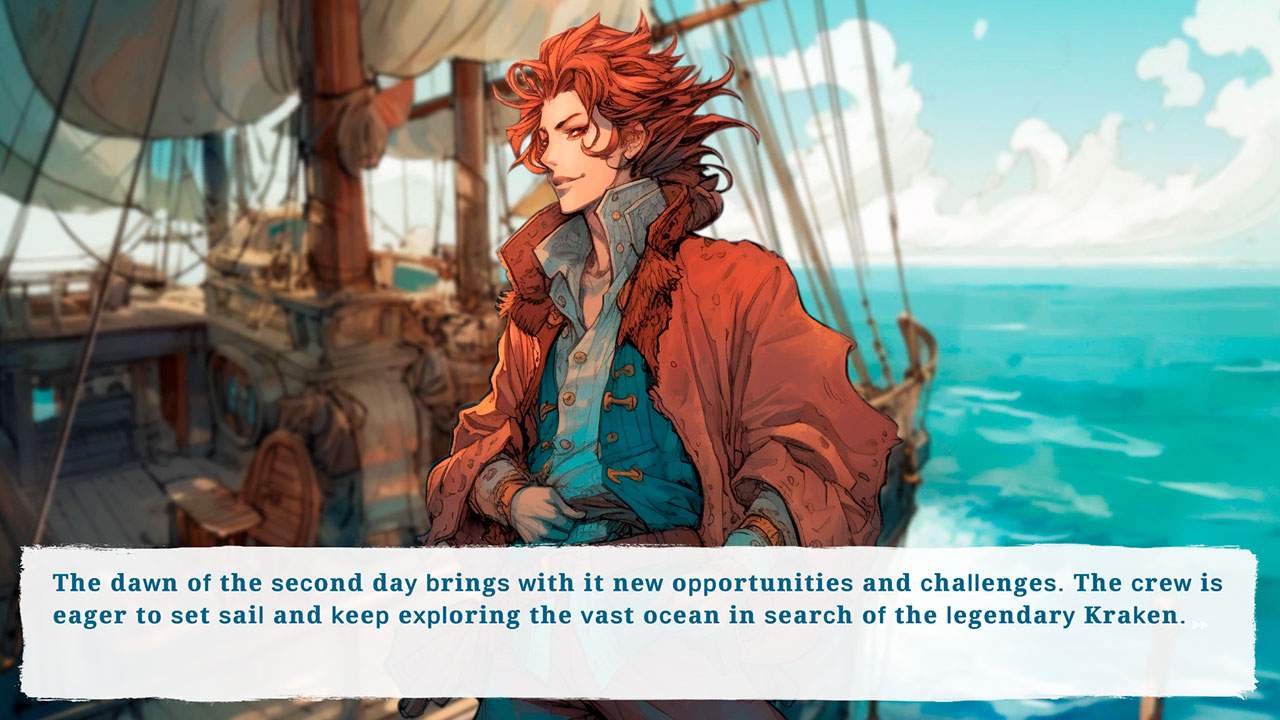 The dawn of the second day brings with it new opportunities and challenges. The crew is
eager to set sail and keep exploring the vast ocean in search of the legendary Kraken.